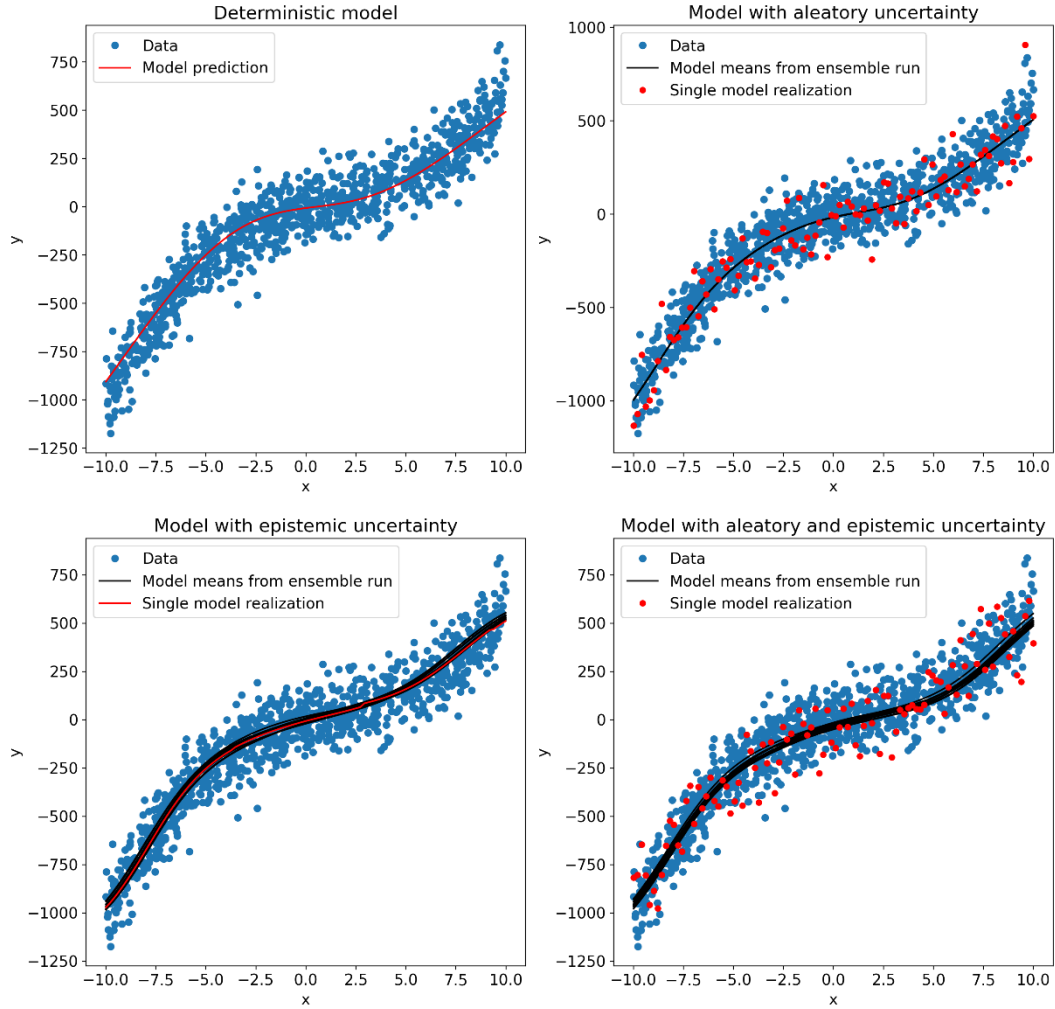 Deterministic model
Data
Model prediction
750
500
250
0
−250
−500
−750
−1000
−1250
y
−10.0 −7.5 −5.0 −2.5 0.0 2.5 5.0 7.5 10.0
x
Model with aleatory uncertainty
Data
Model means from ensemble run
Single model realization
1000
500
0
−500
−1000
y
−10.0 −7.5 −5.0 −2.5 0.0 2.5 5.0 7.5 10.0
x
Model with epistemic uncertainty
Data
Model means from ensemble run
Single model realization
750
500
250
0
−250
−500
−750
−1000
−1250
y
−10.0 −7.5 −5.0 −2.5 0.0 2.5 5.0 7.5 10.0
x
Model with aleatory and epistemic uncertainty
Data
Model means from ensemble run
Single model realization
750
500
250
0
−250
−500
−750
−1000
−1250
y
−10.0 −7.5 −5.0 −2.5 0.0 2.5 5.0 7.5 10.0
x